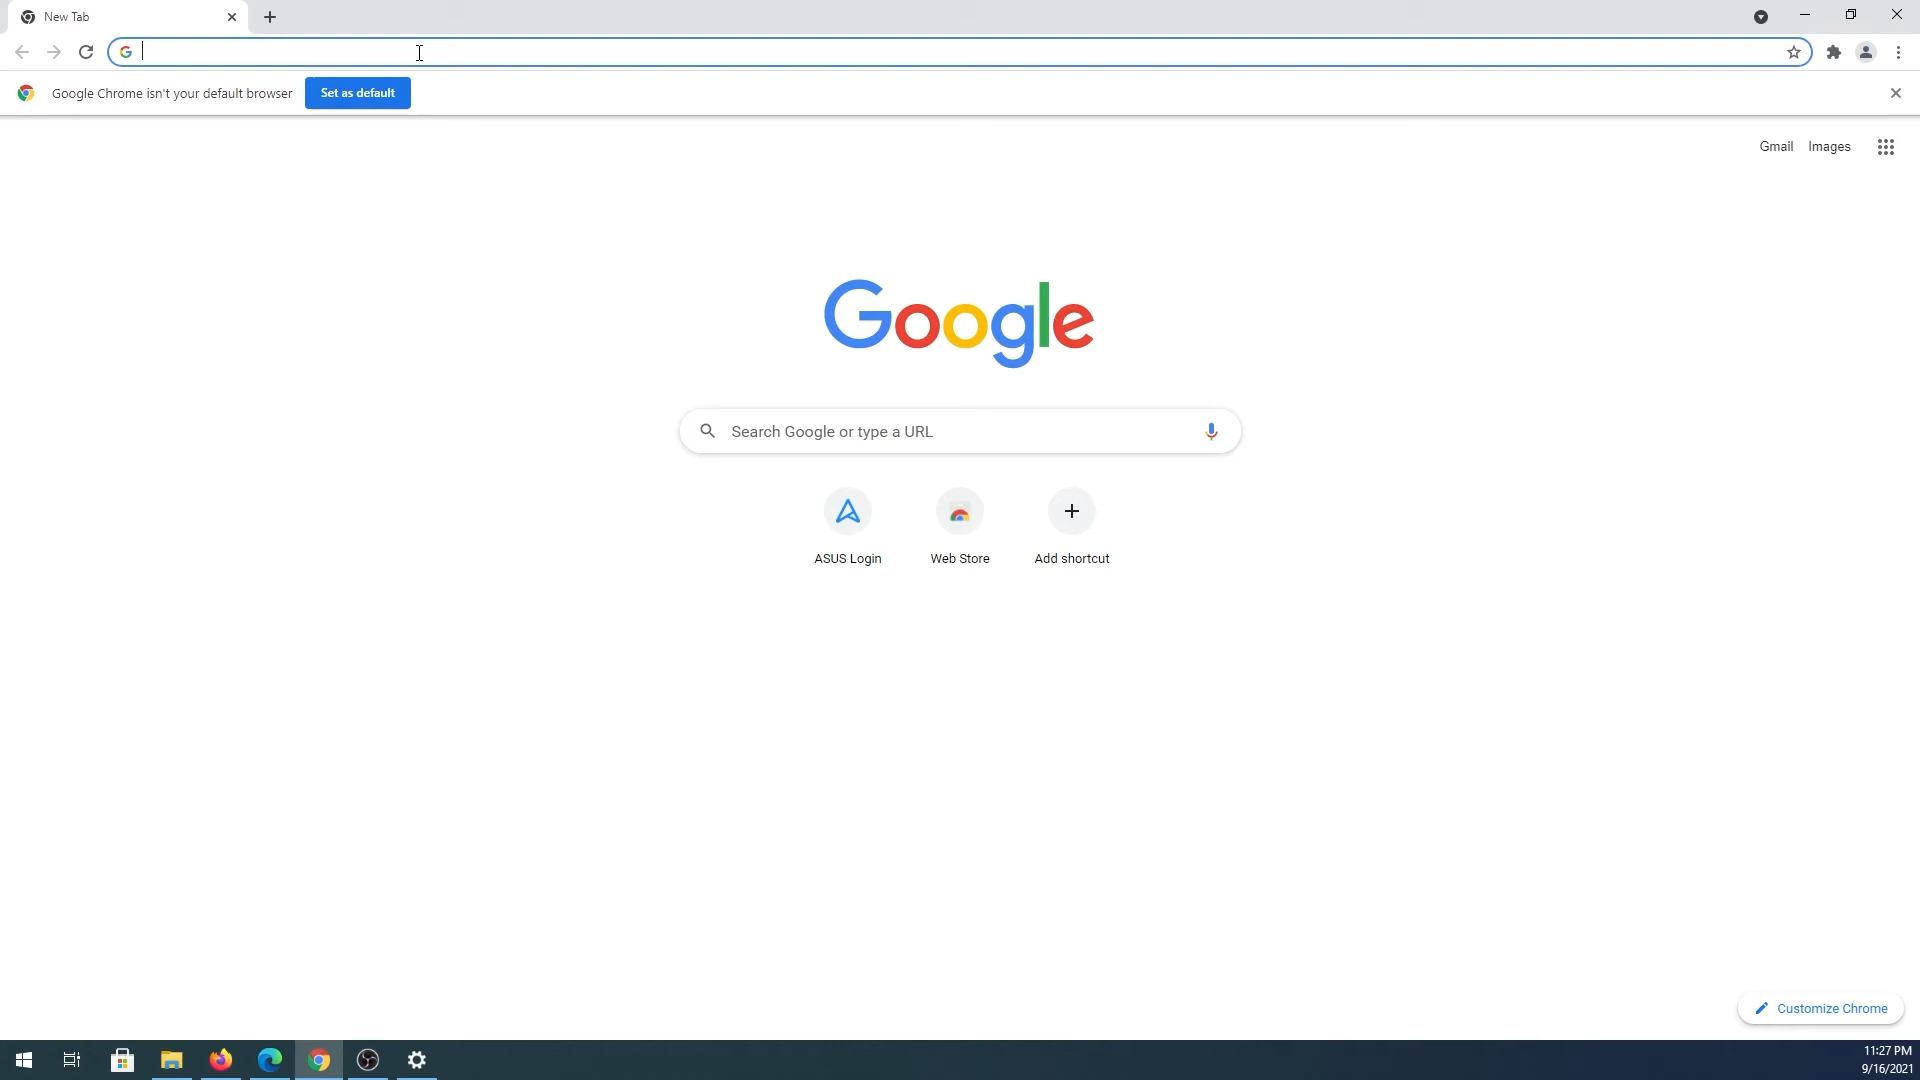 New Tab
Google Chrome isn't your default browser
Set as default
Gmail
Images
Google
Search Google or type a URL
ASUS Login
Web Store
Add shortcut
Customize Chrome
11:27 PM
9/16/2021